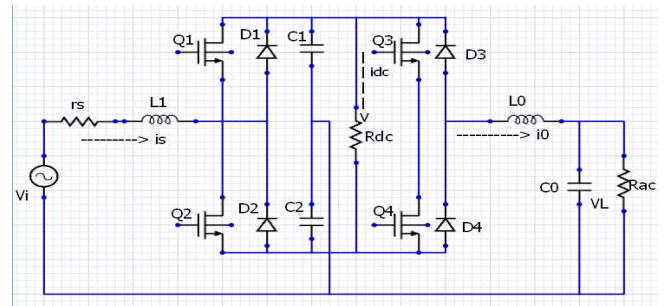 Q1 D1 C1 Q3 D3
idc
rs L1 L0
-------> is Rdc -------> i0
Vi
Q2 D2 C2 Q4 D4 C0 Rac
VL